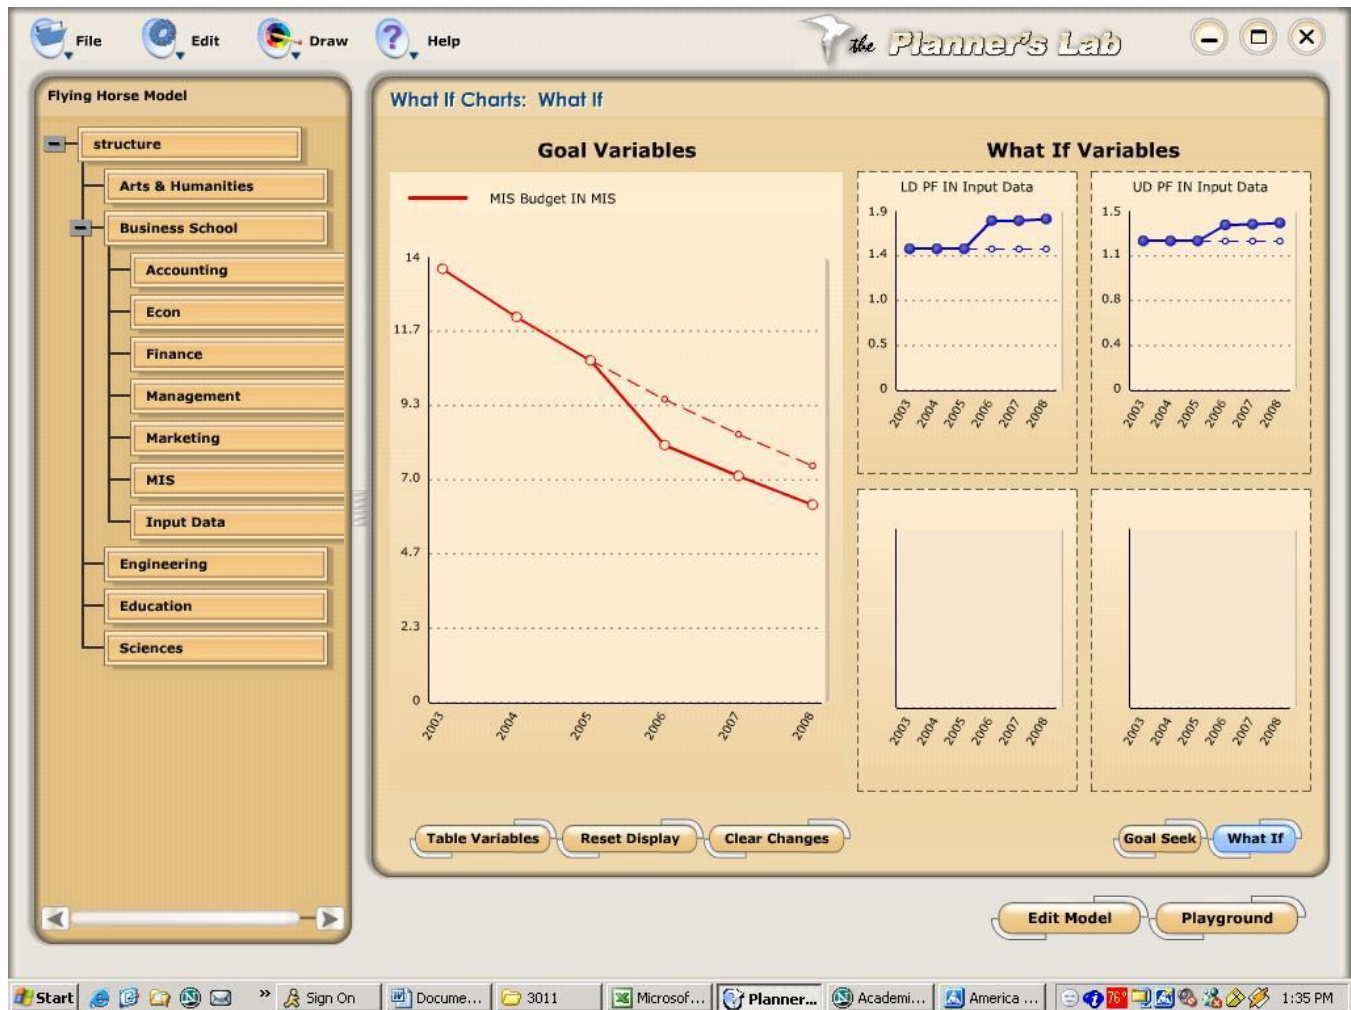 File
Edit
Draw
? Help
the Planner's Lab
Flying Horse Model
structure
Arts & Humanities
Business School
Accounting
Econ
Finance
Management
Marketing
MIS
Input Data
Engineering
Education
Sciences
What If Charts: What If
Goal Variables
MIS Budget IN MIS
14
11.7
9.3
7.0
4.7
2.3
0
2003 2004 2005 2006 2007 2008
What If Variables
LD PF IN Input Data
1.9
1.4
1.0
0.5
0
2003 2004 2005 2006 2007 2008
UD PF IN Input Data
1.5
1.1
0.8
0.4
0
2003 2004 2005 2006 2007 2008
2003 2004 2005 2006 2007 2008
2003 2004 2005 2006 2007 2008
Table Variables
Reset Display
Clear Changes
Goal Seek
What If
Edit Model
Playground
Start
»
Sign On
Docume...
3011
Microsof...
Planner...
Academi...
America ...
76°
1:35 PM